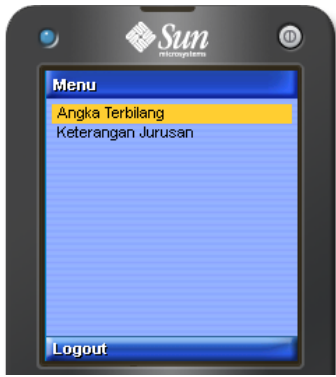 Sun
microsystems
Menu
Angka Terbilang
Keterangan Jurusan
Logout